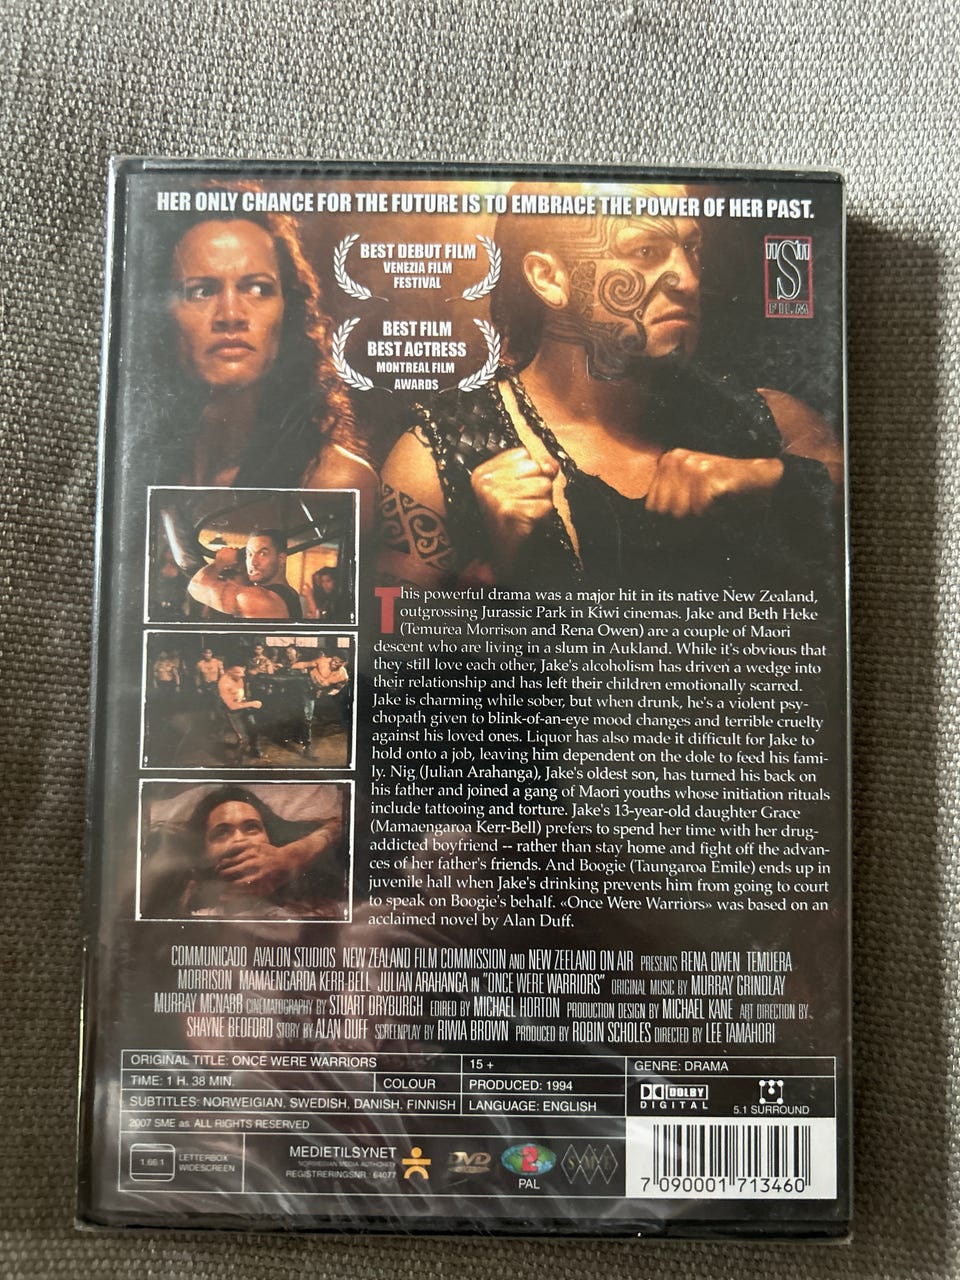 HER ONLY CHANCE FOR THE FUTURE IS TO EMBRACE THE POWER OF HER PAST.
BEST DEBUT FILM
VENEZIA FILM
FESTIVAL
BEST FILM
BEST ACTRESS
MONTREAL FILM
AWARDS
"S"
FILM
This powerful drama was a major hit in its native New Zealand,
outgrossing Jurassic Park in Kiwi cinemas. Jake and Beth Heke
(Temurea Morrison and Rena Owen) are a couple of Maori
descent who are living in a slum in Aukland. While it's obvious that
they still love each other, Jake's alcoholism has driven a wedge into
their relationship and has left their children emotionally scarred.
Jake is charming while sober, but when drunk, he's a violent psy-
chopath given to blink-of-an-eye mood changes and terrible cruelty
against his loved ones. Liquor has also made it difficult for Jake to
hold onto a job, leaving him dependent on the dole to feed his fami-
ly. Nig (Julian Arahanga), Jake's oldest son, has turned his back on
his father and joined a gang of Maori youths whose initiation rituals
include tattooing and torture. Jake's 13-year-old daughter Grace
(Mamaengaroa Kerr-Bell) prefers to spend her time with her drug-
addicted boyfriend -- rather than stay home and fight off the advan-
ces of her father's friends. And Boogie (Taungaroa Emile) ends up in
juvenile hall when Jake's drinking prevents him from going to court
to speak on Boogie's behalf. «Once Were Warriors» was based on an
acclaimed novel by Alan Duff.
COMMUNICADO AVALON STUDIOS NEW ZEALAND FILM COMMISSION AND NEW ZEELAND ON AIR PRESENTS RENA OWEN TEMUERA
MORRISON MAMAENGAROA KERR-BELL JULIAN ARAHANGA IN "ONCE WERE WARRIORS" ORIGINAL MUSIC BY MURRAY GRINDLAY
MURRAY MCNABB CINEMATOGRAPHY BY STUART DRYBURGH EDITED BY MICHAEL HORTON PRODUCTION DESIGN BY MICHAEL KANE ART DIRECTION BY
SHAYNE BEDFORD STORY BY ALAN DUFF SCREENPLAY BY RIWIA BROWN PRODUCED BY ROBIN SCHOLES DIRECTED BY LEE TAMAHORI
ORIGINAL TITLE: ONCE WERE WARRIORS 15 + GENRE: DRAMA
TIME: 1 H. 38 MIN. COLOUR PRODUCED: 1994
SUBTITLES: NORWEIGIAN, SWEDISH, DANISH, FINNISH LANGUAGE: ENGLISH
DOLBY
DIGITAL
5.1 SURROUND
2007 SME as ALL RIGHTS RESERVED
1.66:1
LETTERBOX
WIDESCREEN
MEDIETILSYNET
NORWEGIAN MEDIA AUTHORITY
REGISTRERINGSNR.: 64077
DVD
2
PAL
7 090001 713460